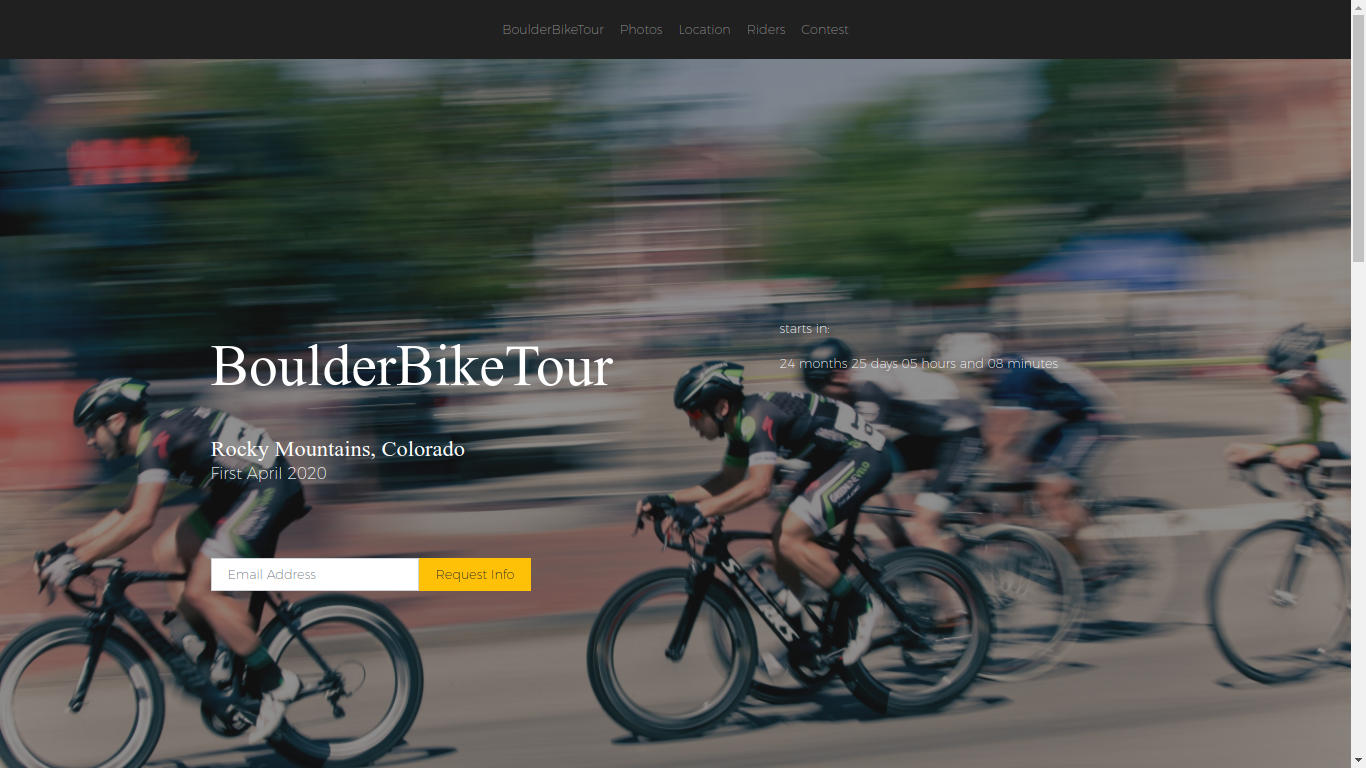 BoulderBikeTour Photos Location Riders Contest
starts in:
24 months 25 days 05 hours and 08 minutes
BoulderBikeTour
Rocky Mountains, Colorado
First April 2020
Email Address Request Info